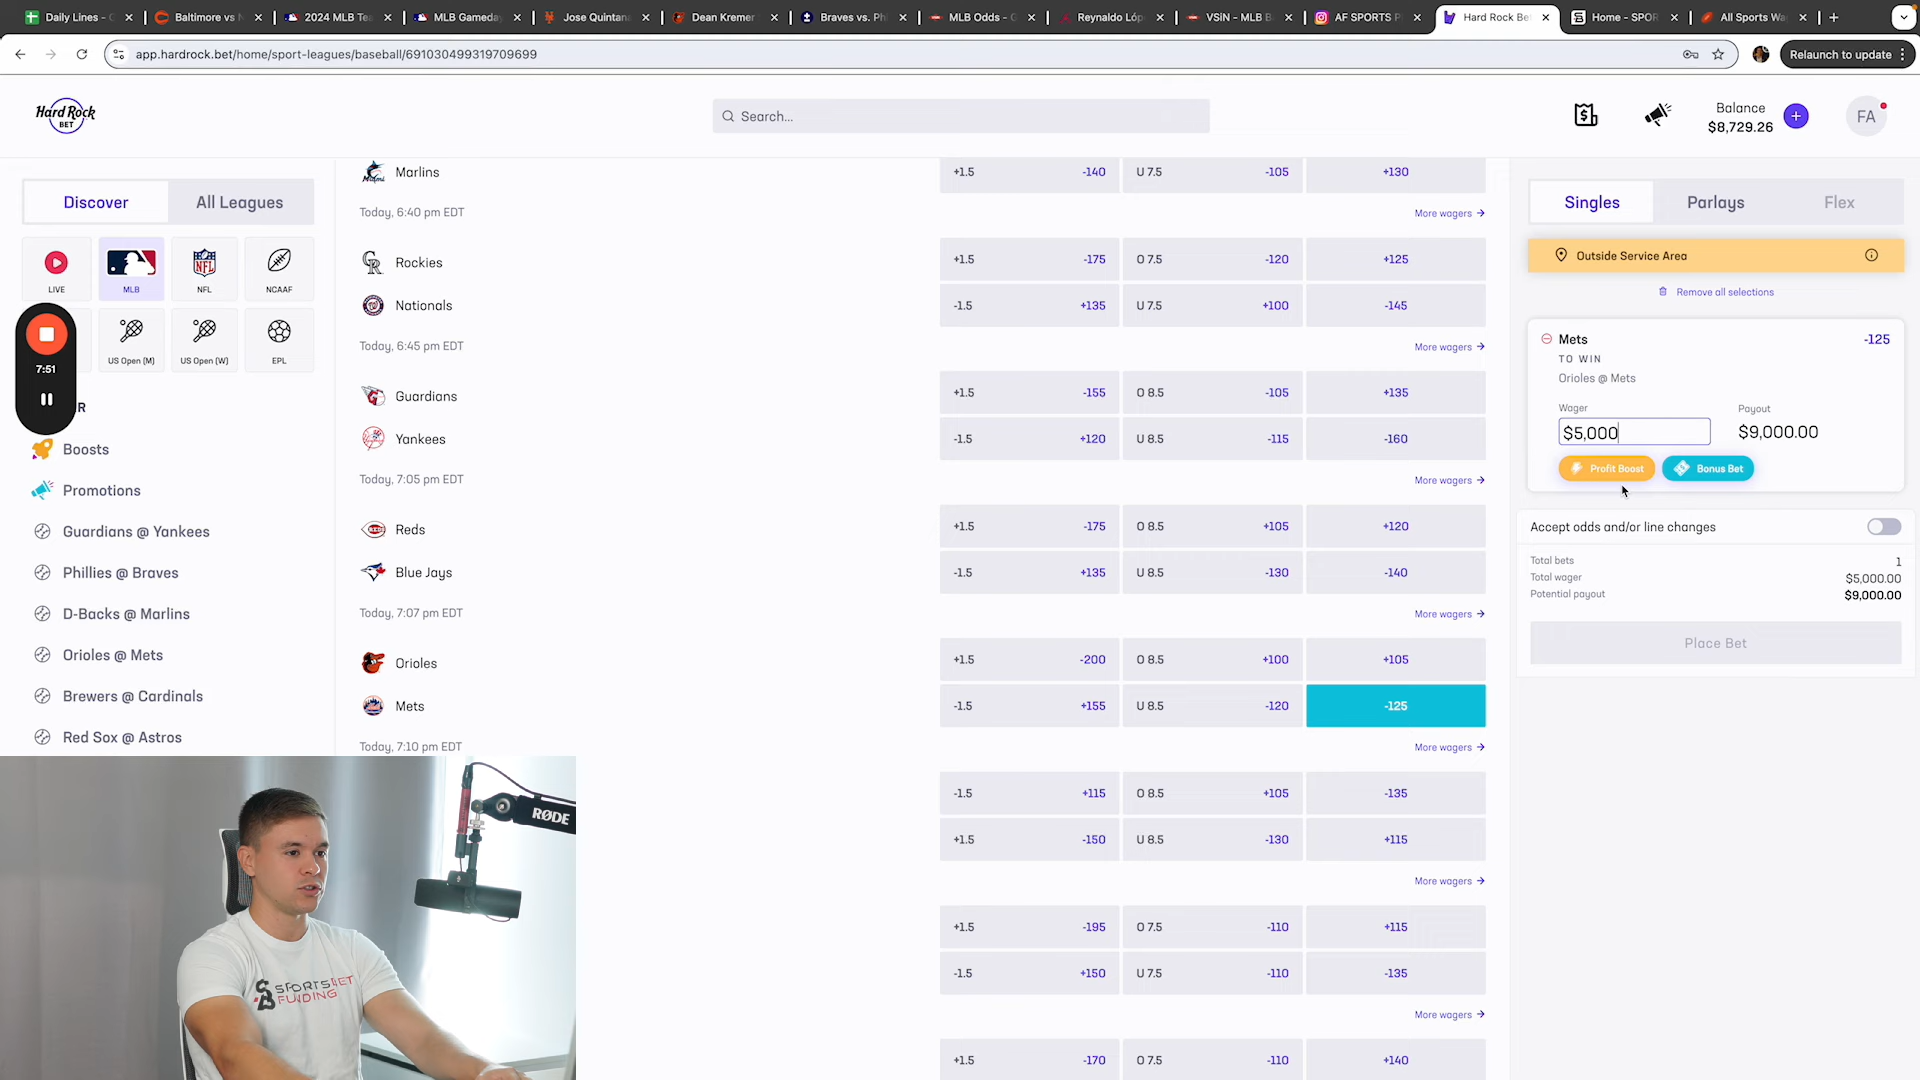 Daily Lines - G
Baltimore vs N
2024 MLB Tea
MLB Gameday
Jose Quintana
Dean Kremer
Braves vs. Ph
MLB Odds - G
Reynaldo Lóp
VSiN - MLB B
AF SPORTS P
Hard Rock Be
Home - SPOR
All Sports Wa
app.hardrock.bet/home/sport-leagues/baseball/691030499319709699
Relaunch to update
Hard Rock
BET
Search...
Balance
$8,729.26
FA
Discover
All Leagues
LIVE
MLB
NFL
NCAAF
US Open (M)
US Open (W)
EPL
7:51
R
Boosts
Promotions
Guardians @ Yankees
Phillies @ Braves
D-Backs @ Marlins
Orioles @ Mets
Brewers @ Cardinals
Red Sox @ Astros
Marlins +1.5 -140 U 7.5 -105 +130
Today, 6:40 pm EDT More wagers
Rockies +1.5 -175 O 7.5 -120 +125
Nationals -1.5 +135 U 7.5 +100 -145
Today, 6:45 pm EDT More wagers
Guardians +1.5 -155 O 8.5 -105 +135
Yankees -1.5 +120 U 8.5 -115 -160
Today, 7:05 pm EDT More wagers
Reds +1.5 -175 O 8.5 +105 +120
Blue Jays -1.5 +135 U 8.5 -130 -140
Today, 7:07 pm EDT More wagers
Orioles +1.5 -200 O 8.5 +100 +105
Mets -1.5 +155 U 8.5 -120 -125
Today, 7:10 pm EDT More wagers
-1.5 +115 O 8.5 +105 -135
+1.5 -150 U 8.5 -130 +115
More wagers
+1.5 -195 O 7.5 -110 +115
-1.5 +150 U 7.5 -110 -135
More wagers
+1.5 -170 O 7.5 -110 +140
Singles
Parlays
Flex
Outside Service Area
Remove all selections
Mets -125
TO WIN
Orioles @ Mets
Wager Payout
$5,000 $9,000.00
Profit Boost Bonus Bet
Accept odds and/or line changes
Total bets 1
Total wager $5,000.00
Potential payout $9,000.00
Place Bet
RØDE
SPORTSBET
FUNDING